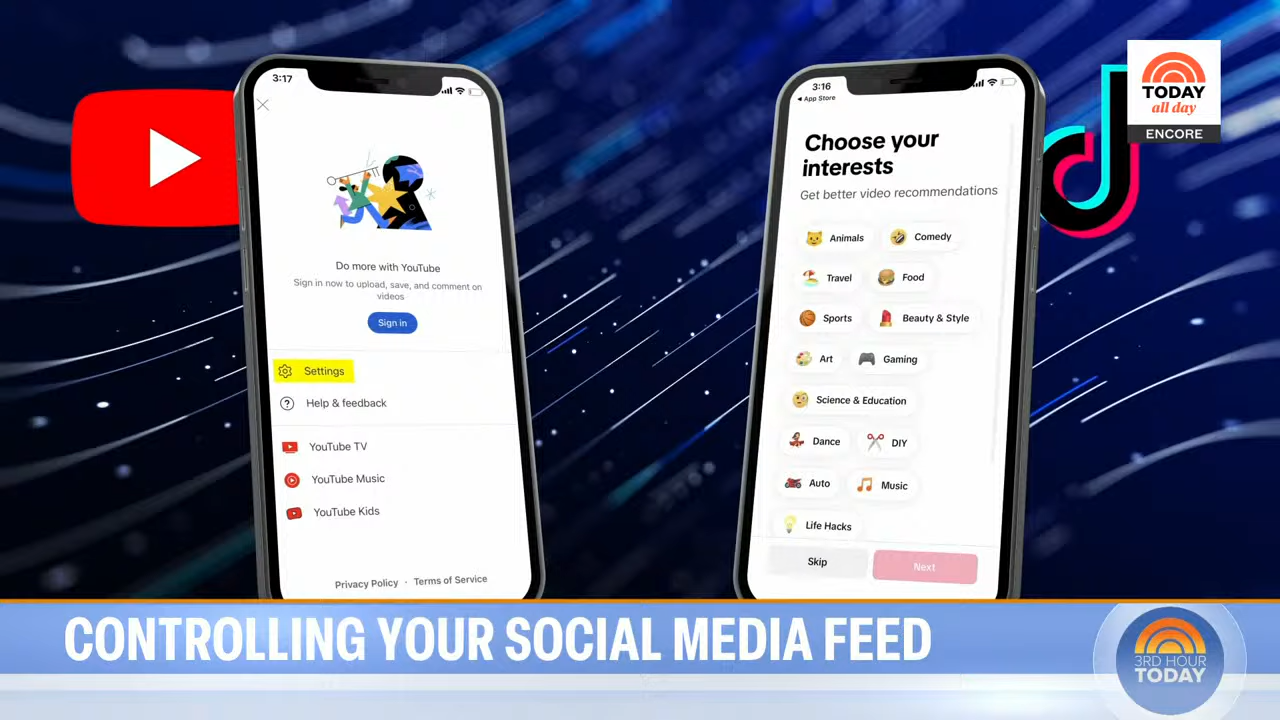 3:17
Do more with YouTube
Sign in now to upload, save, and comment on
videos
Sign in
Settings
Help & feedback
YouTube TV
YouTube Music
YouTube Kids
Privacy Policy · Terms of Service
3:16
◀ App Store
Choose your
interests
Get better video recommendations
Animals
Comedy
Travel
Food
Sports
Beauty & Style
Art
Gaming
Science & Education
Dance
DIY
Auto
Music
Life Hacks
Skip
Next
TODAY
all day
ENCORE
CONTROLLING YOUR SOCIAL MEDIA FEED
3RD HOUR
TODAY